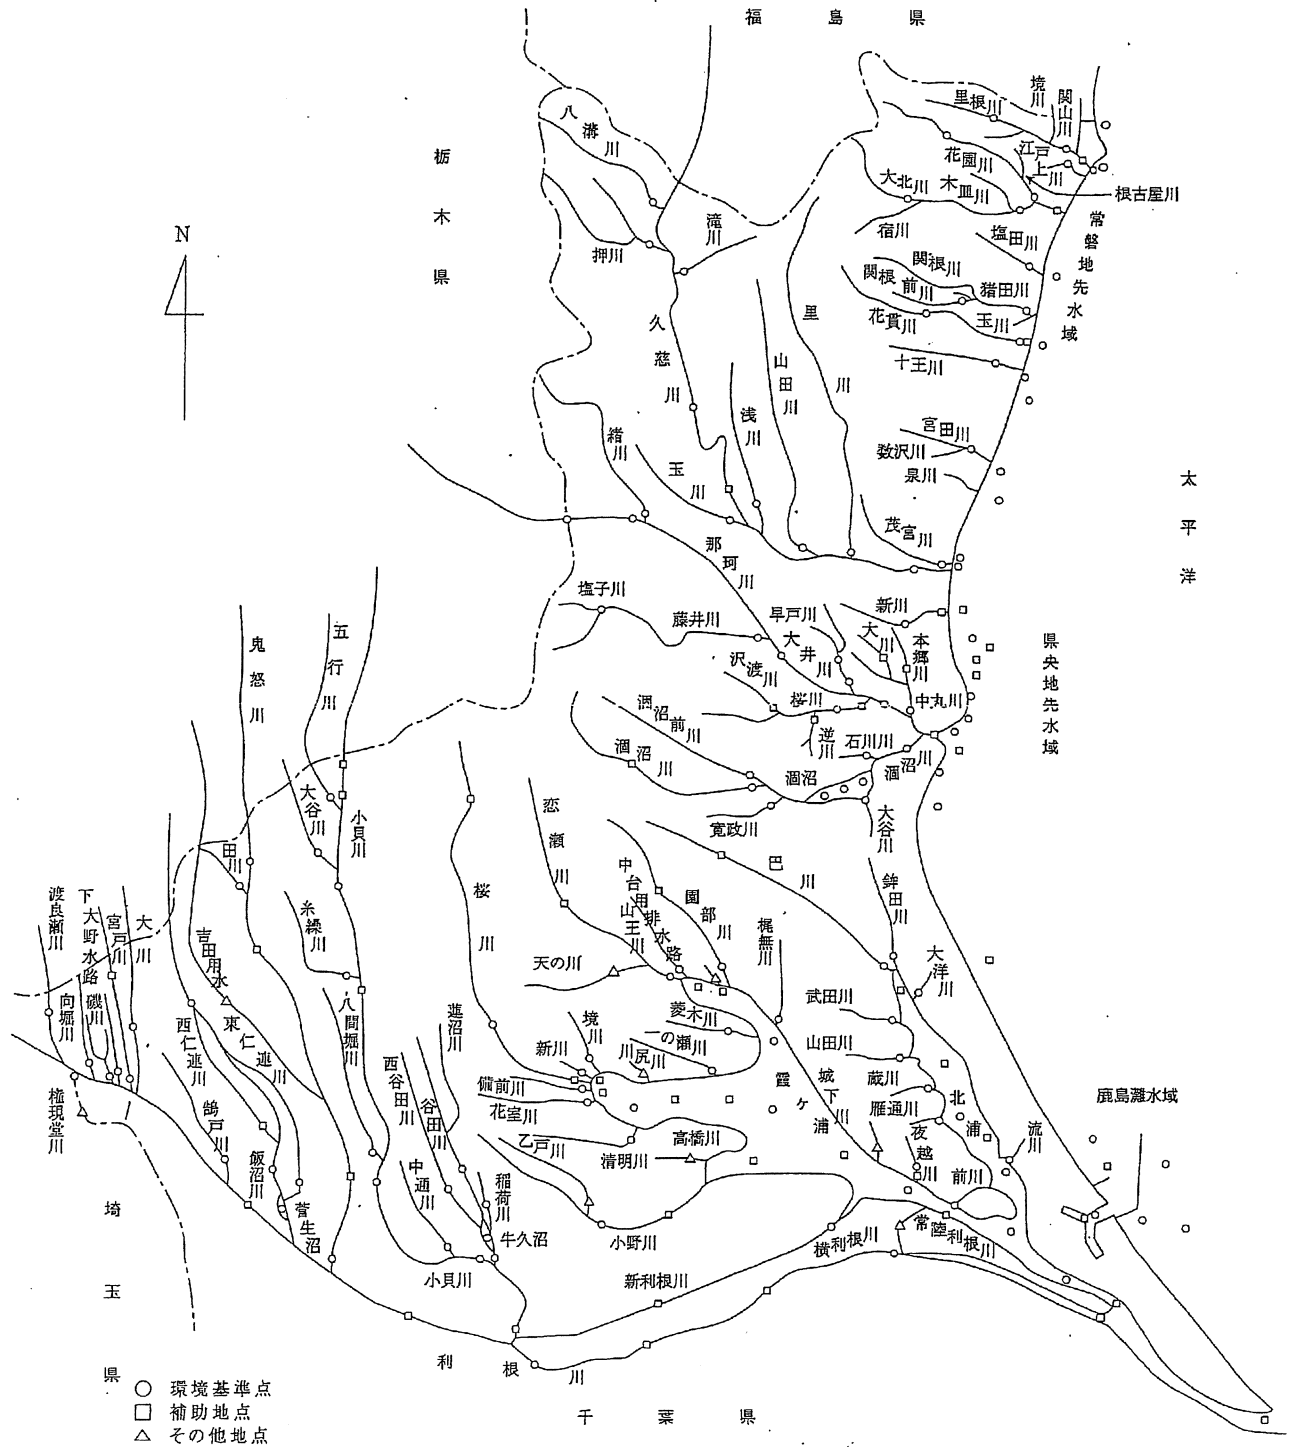 福島県
栃木県
N
八溝川
押川
滝川
久慈川
里川
山田川
浅川
緒川
玉川
里根川
境川
関山川
花園川
江戸上川
大北川
木皿川
根古屋川
宿川
塩田川
常磐地先水域
関根川
関根前川
猪田川
花貫川
玉川
十王川
宮田川
数沢川
泉川
茂宮川
太平洋
那珂川
塩子川
藤井川
早戸川
新川
大井川
大川
本郷川
沢渡川
桜川
中丸川
逆川
石川川
涸沼前川
涸沼川
涸沼
涸沼川
大谷川
寛政川
県央地先水域
鬼怒川
五行川
大谷川
小貝川
田川
糸繰川
桜川
恋瀬川
中台用排水路
山王川
園部川
天の川
梶無川
巴川
鉾田川
大洋川
武田川
山田川
蔵川
雁通川
夜越川
前川
北浦
流川
鹿島灘水域
渡良瀬川
下大野水路
宮戸川
大川
向堀川
磯川
権現堂川
吉田用水
西仁連川
東仁連川
鵠戸川
飯沼川
菅生沼
八間堀川
蓮沼川
西谷田川
谷田川
中通川
稲荷川
牛久沼
小貝川
境川
新川
備前川
花室川
川尻川
一の瀬川
菱木川
霞ヶ浦
城下川
乙戸川
清明川
高橋川
小野川
新利根川
横利根川
常陸利根川
利根川
埼玉県
千葉県
○ 環境基準点
□ 補助地点
△ その他地点